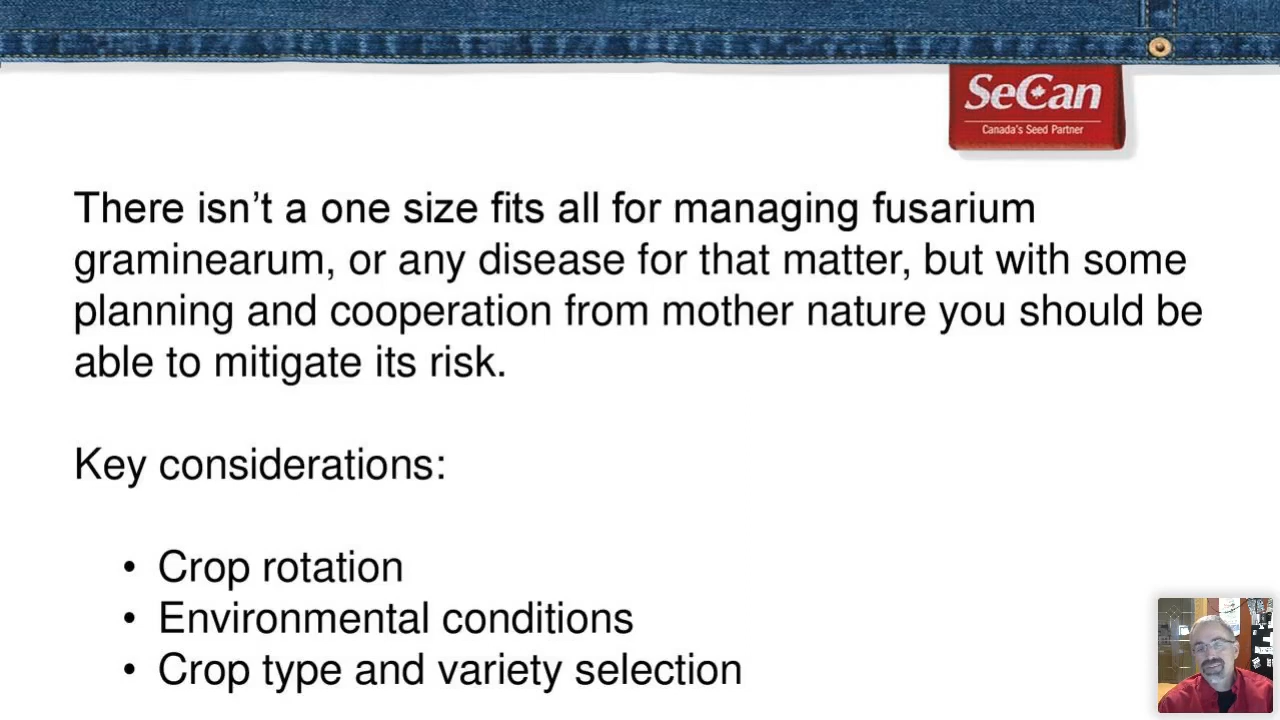 SeCan
Canada's Seed Partner
There isn’t a one size fits all for managing fusarium
graminearum, or any disease for that matter, but with some
planning and cooperation from mother nature you should be
able to mitigate its risk.
Key considerations:
• Crop rotation
• Environmental conditions
• Crop type and variety selection